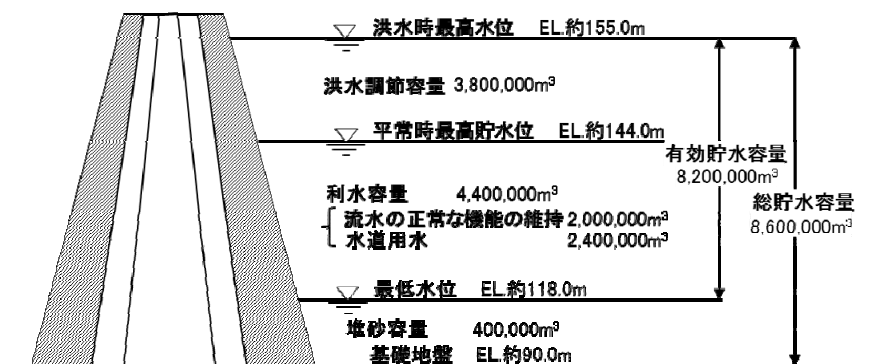 洪水時最高水位 EL.約155.0m
洪水調節容量 3,800,000m³
平常時最高貯水位 EL.約144.0m
有効貯水容量
8,200,000m³
利水容量 4,400,000m³
流水の正常な機能の維持 2,000,000m³
水道用水 2,400,000m³
総貯水容量
8,600,000m³
最低水位 EL.約118.0m
堆砂容量 400,000m³
基礎地盤 EL.約90.0m